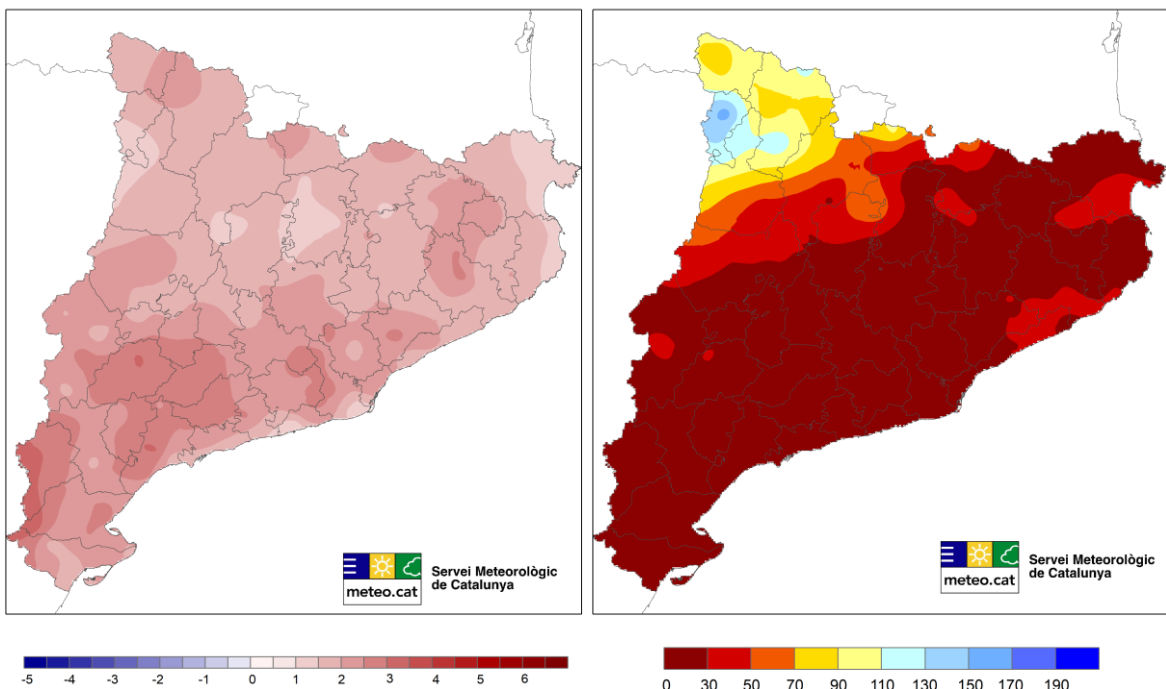 meteo.cat
Servei Meteorològic
de Catalunya
meteo.cat
Servei Meteorològic
de Catalunya
-5 -4 -3 -2 -1 0 1 2 3 4 5 6
0 30 50 70 90 110 130 150 170 190